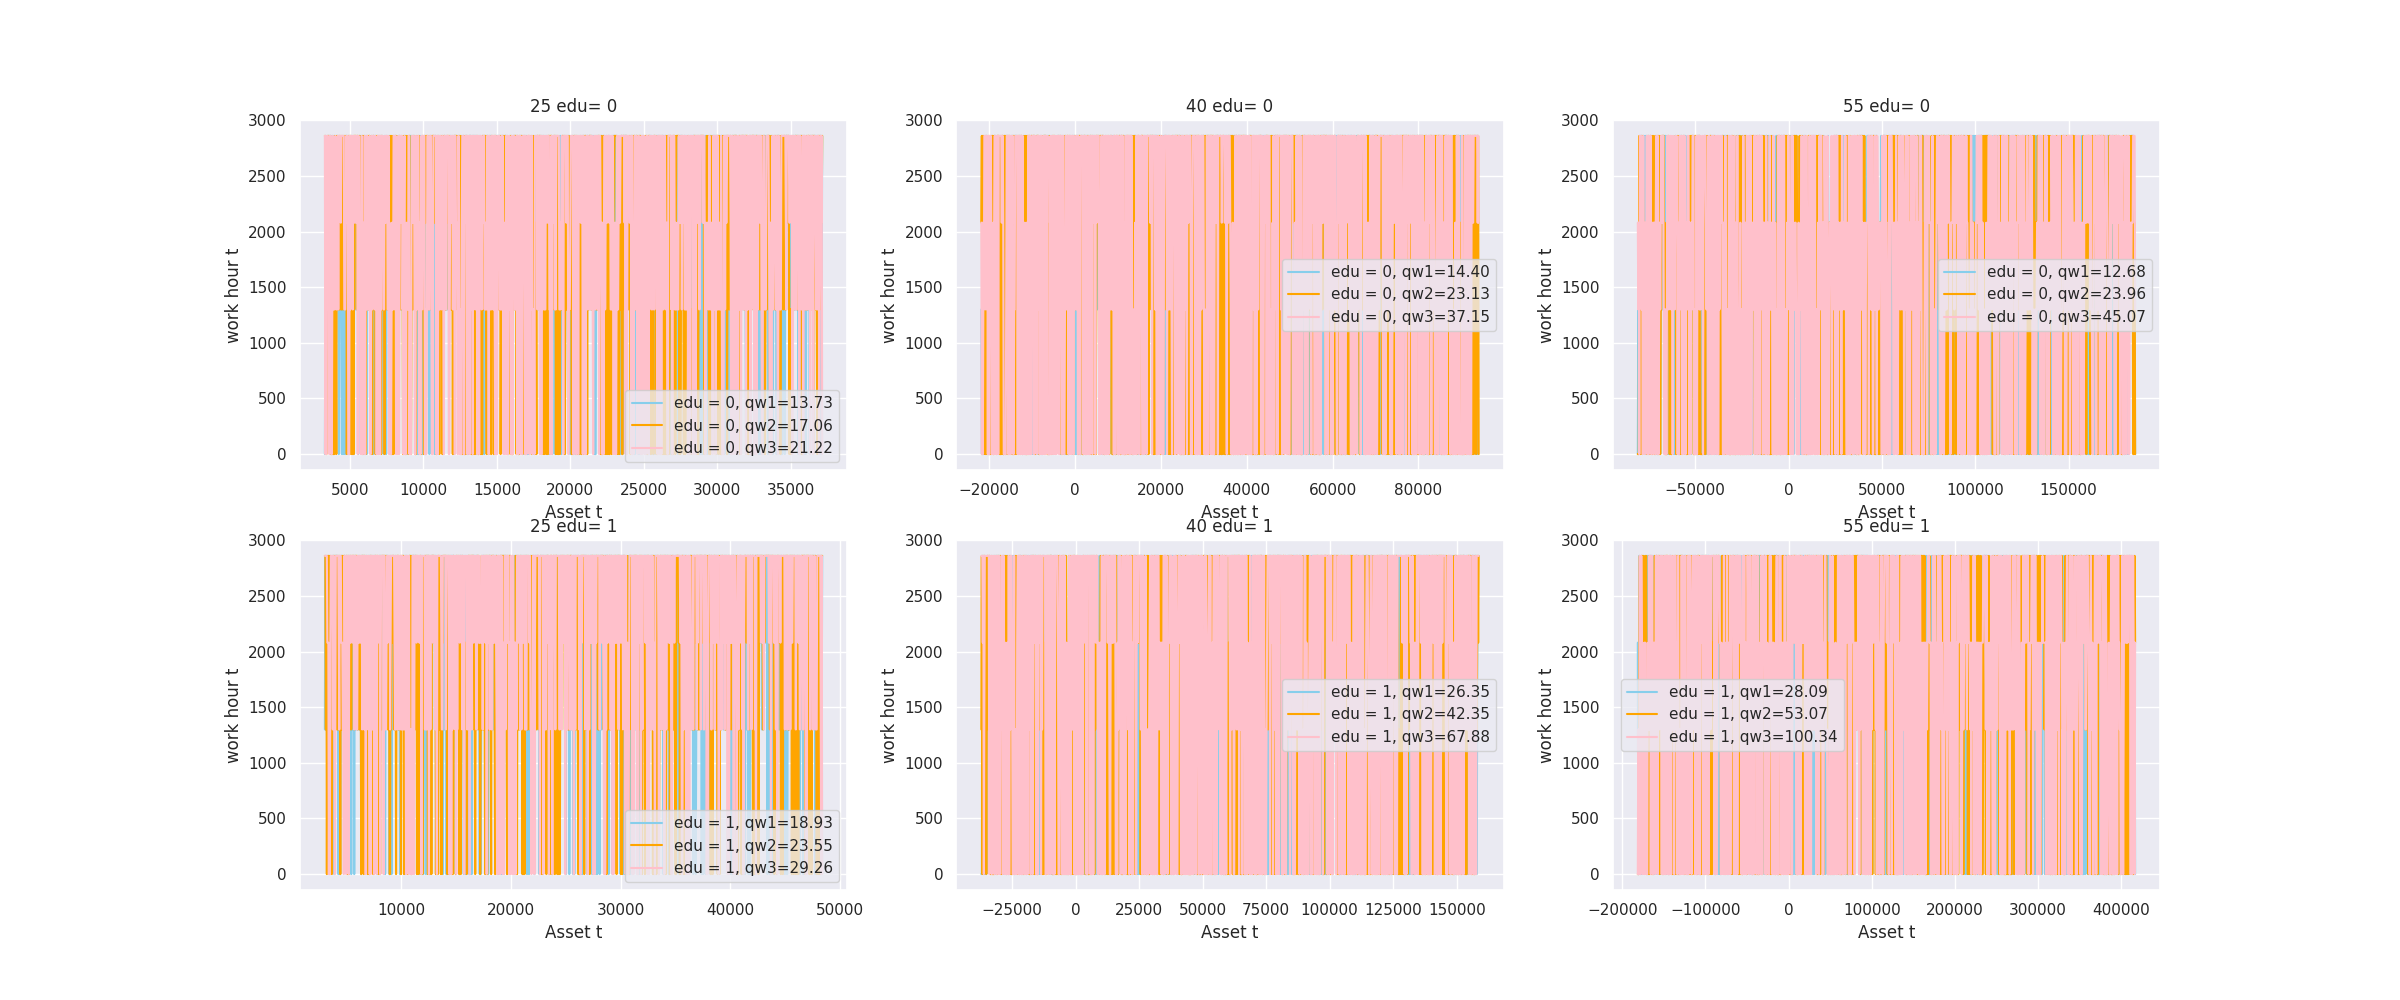 25 edu= 0
3000
2500
2000
1500
1000
500
0
work hour t
edu = 0, qw1=13.73
edu = 0, qw2=17.06
edu = 0, qw3=21.22
5000 10000 15000 20000 25000 30000 35000
Asset t
40 edu= 0
3000
2500
2000
1500
1000
500
0
work hour t
edu = 0, qw1=14.40
edu = 0, qw2=23.13
edu = 0, qw3=37.15
−20000 0 20000 40000 60000 80000
Asset t
55 edu= 0
3000
2500
2000
1500
1000
500
0
work hour t
edu = 0, qw1=12.68
edu = 0, qw2=23.96
edu = 0, qw3=45.07
−50000 0 50000 100000 150000
Asset t
25 edu= 1
3000
2500
2000
1500
1000
500
0
work hour t
edu = 1, qw1=18.93
edu = 1, qw2=23.55
edu = 1, qw3=29.26
10000 20000 30000 40000 50000
Asset t
40 edu= 1
3000
2500
2000
1500
1000
500
0
work hour t
edu = 1, qw1=26.35
edu = 1, qw2=42.35
edu = 1, qw3=67.88
−25000 0 25000 50000 75000 100000 125000 150000
Asset t
55 edu= 1
3000
2500
2000
1500
1000
500
0
work hour t
edu = 1, qw1=28.09
edu = 1, qw2=53.07
edu = 1, qw3=100.34
−200000 −100000 0 100000 200000 300000 400000
Asset t